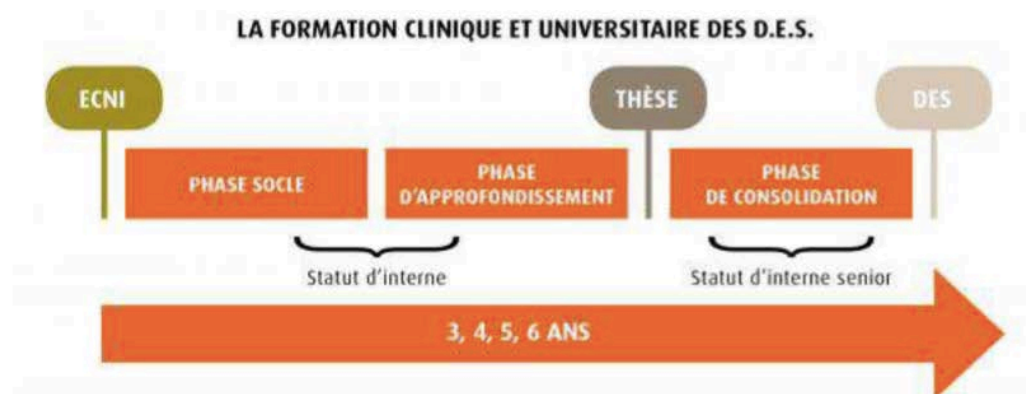 LA FORMATION CLINIQUE ET UNIVERSITAIRE DES D.E.S.
ECNI
THÈSE
DES
PHASE SOCLE
PHASE
D'APPROFONDISSEMENT
PHASE
DE CONSOLIDATION
Statut d'interne
Statut d'interne senior
3, 4, 5, 6 ANS